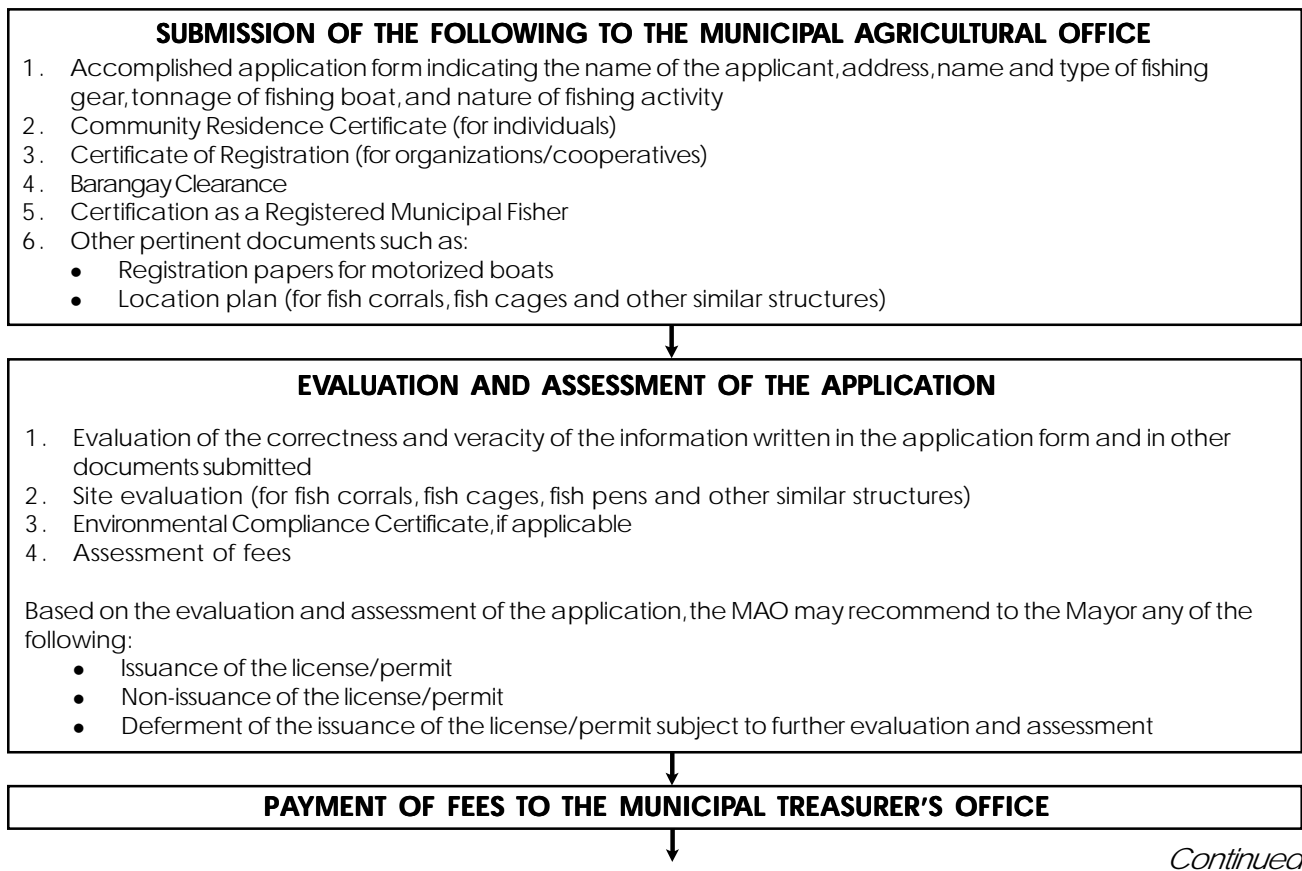 SUBMISSION OF THE FOLLOWING TO THE MUNICIPAL AGRICULTURAL OFFICE
1. Accomplished application form indicating the name of the applicant, address, name and type of fishing
gear, tonnage of fishing boat, and nature of fishing activity
2. Community Residence Certificate (for individuals)
3. Certificate of Registration (for organizations/cooperatives)
4. Barangay Clearance
5. Certification as a Registered Municipal Fisher
6. Other pertinent documents such as:
• Registration papers for motorized boats
• Location plan (for fish corrals, fish cages and other similar structures)
EVALUATION AND ASSESSMENT OF THE APPLICATION
1. Evaluation of the correctness and veracity of the information written in the application form and in other
documents submitted
2. Site evaluation (for fish corrals, fish cages, fish pens and other similar structures)
3. Environmental Compliance Certificate, if applicable
4. Assessment of fees
Based on the evaluation and assessment of the application, the MAO may recommend to the Mayor any of the
following:
• Issuance of the license/permit
• Non-issuance of the license/permit
• Deferment of the issuance of the license/permit subject to further evaluation and assessment
PAYMENT OF FEES TO THE MUNICIPAL TREASURER'S OFFICE
Continued